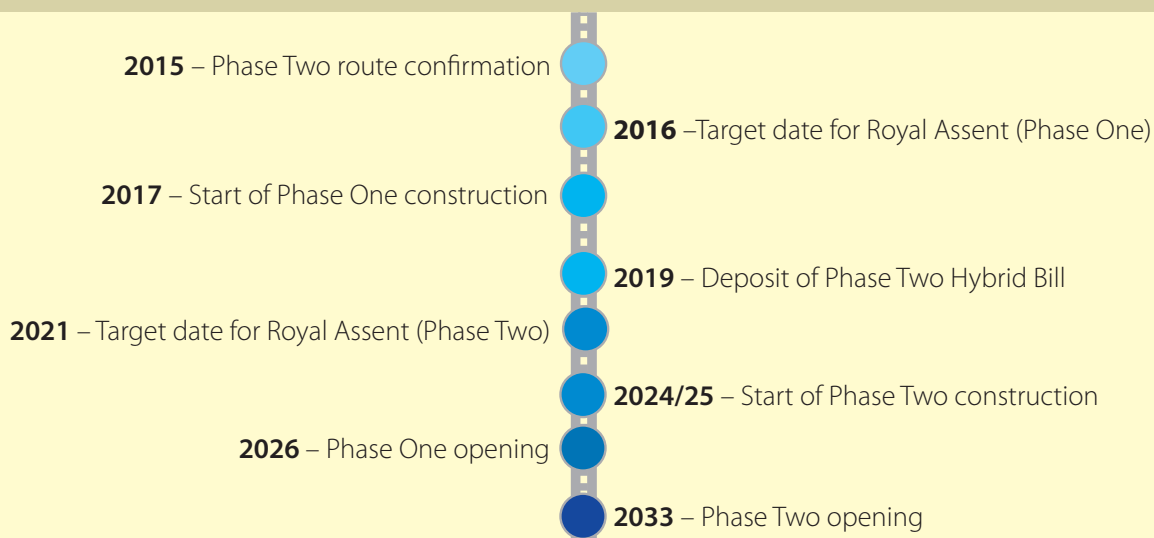 2015 – Phase Two route confirmation
2016 –Target date for Royal Assent (Phase One)
2017 – Start of Phase One construction
2019 – Deposit of Phase Two Hybrid Bill
2021 – Target date for Royal Assent (Phase Two)
2024/25 – Start of Phase Two construction
2026 – Phase One opening
2033 – Phase Two opening